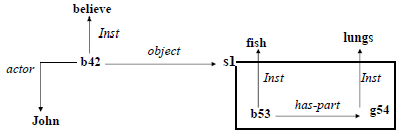 believe
Inst
object
fish
lungs
actor
b42
s1
Inst
Inst
has-part
b53
g54
John